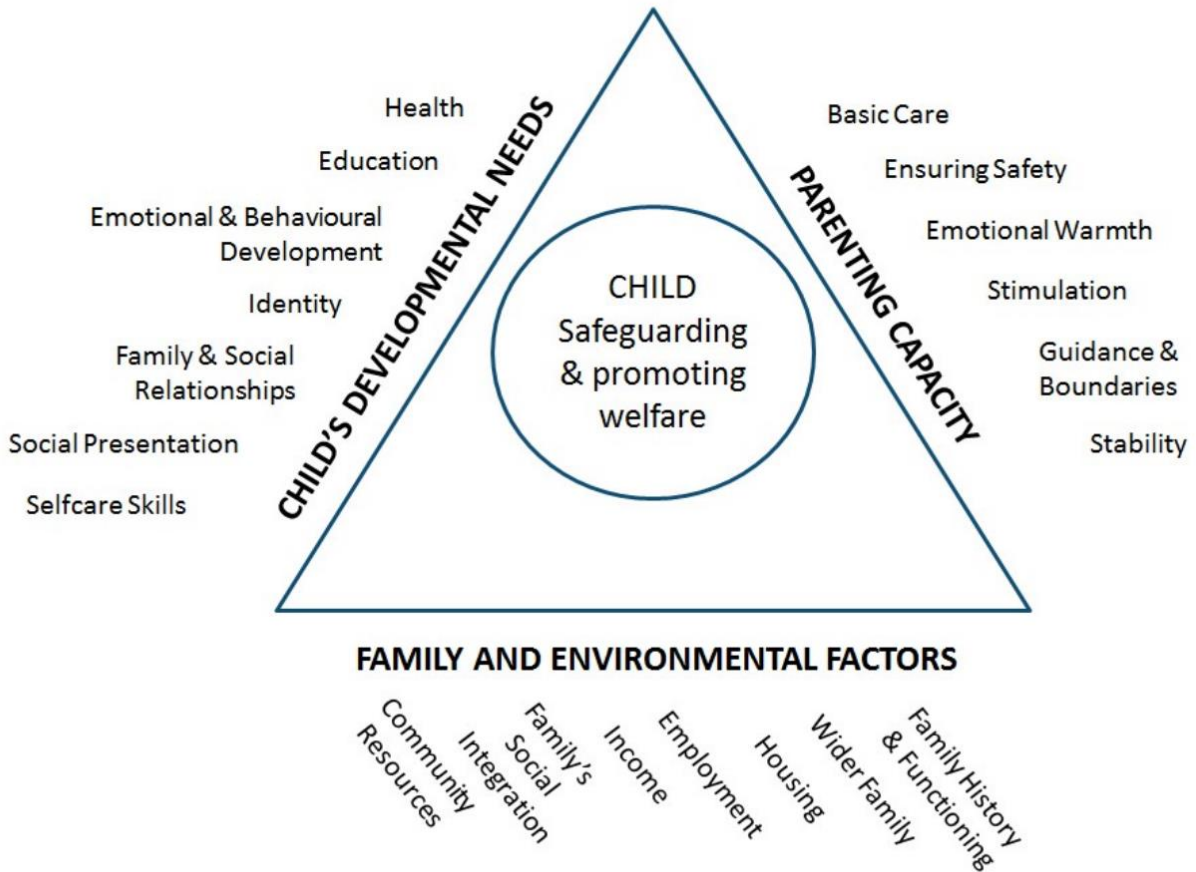 Health
Education
Emotional & Behavioural
Development
Identity
Family & Social
Relationships
Social Presentation
Selfcare Skills
CHILD'S DEVELOPMENTAL NEEDS
CHILD
Safeguarding
& promoting
welfare
PARENTING CAPACITY
Basic Care
Ensuring Safety
Emotional Warmth
Stimulation
Guidance &
Boundaries
Stability
FAMILY AND ENVIRONMENTAL FACTORS
Community
Resources
Family's
Social
Integration
Income
Employment
Housing
Wider Family
Family History
& Functioning